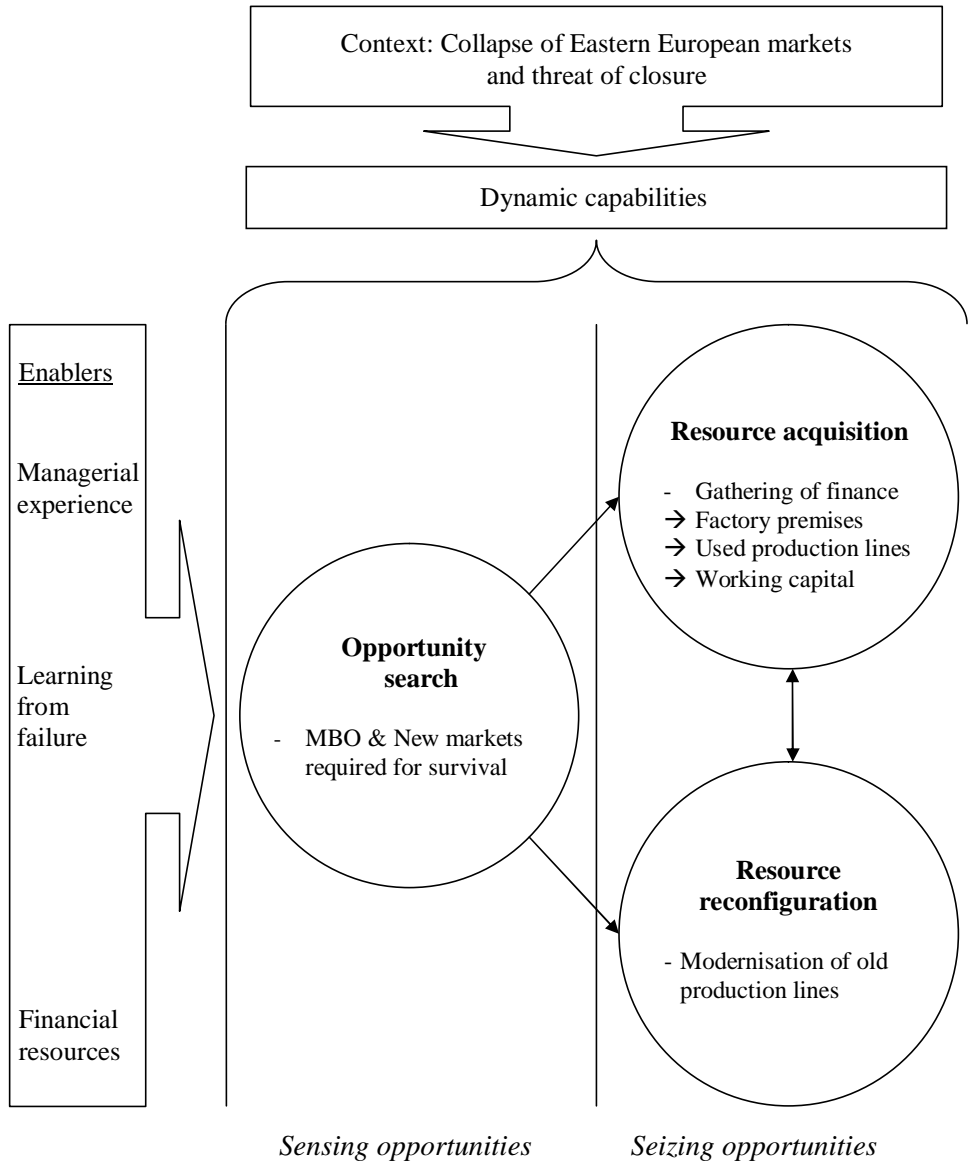 Context: Collapse of Eastern European markets
and threat of closure
Dynamic capabilities
Enablers
Managerial
experience
Learning
from
failure
Financial
resources
Opportunity
search
- MBO & New markets
required for survival
Resource acquisition
- Gathering of finance
→ Factory premises
→ Used production lines
→ Working capital
Resource
reconfiguration
- Modernisation of old
production lines
Sensing opportunities
Seizing opportunities